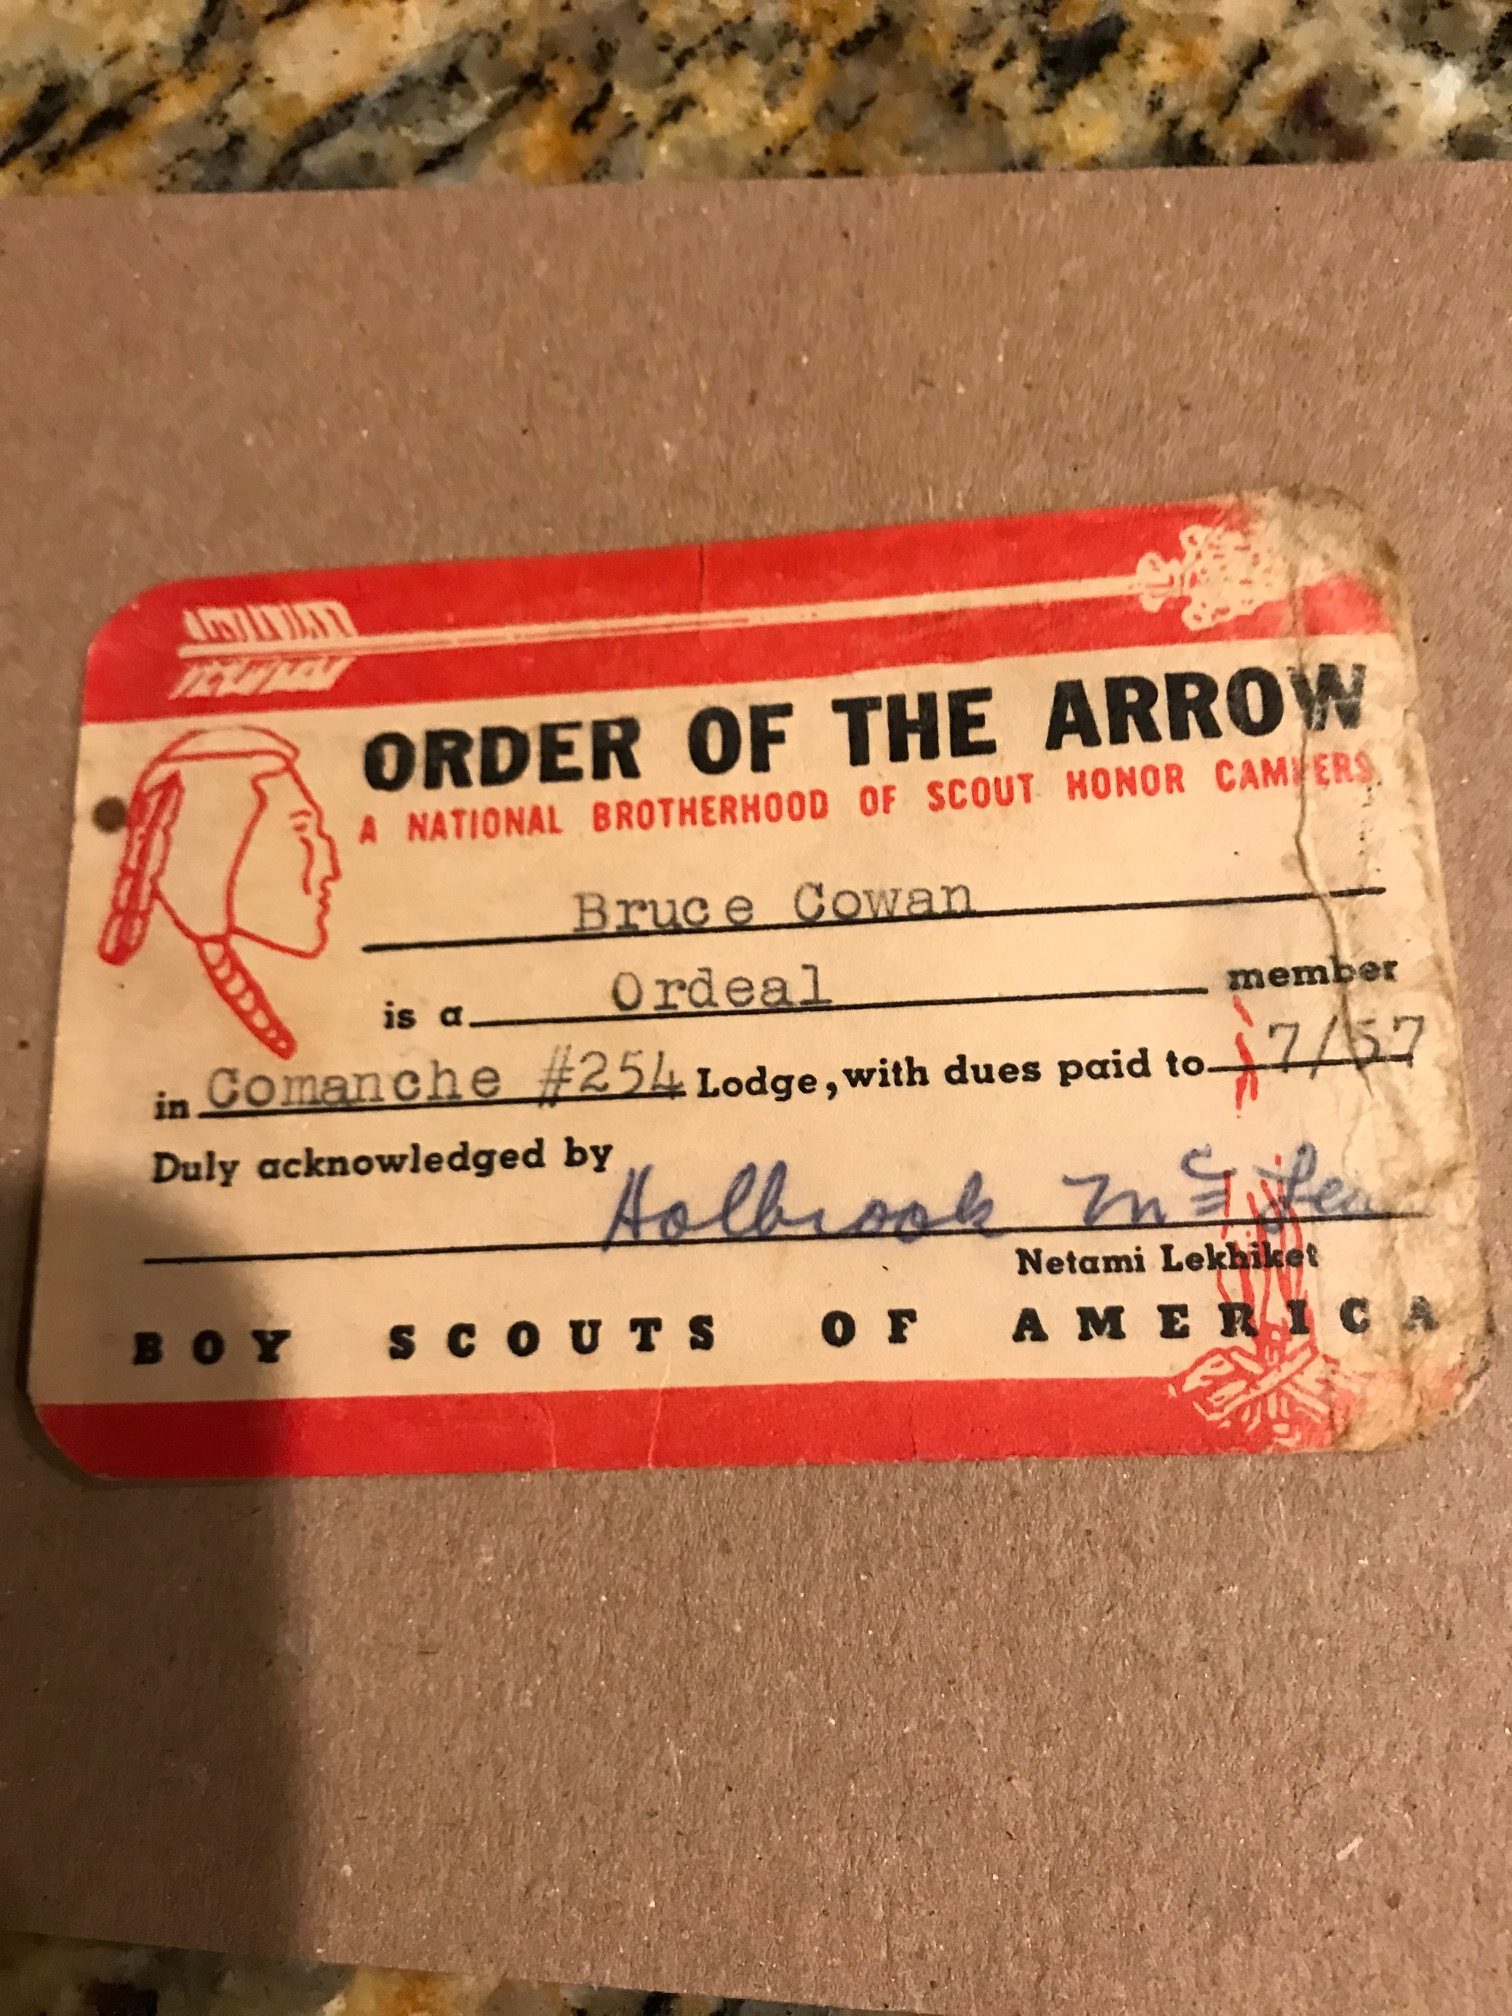 ORDER OF THE ARROW
A NATIONAL BROTHERHOOD OF SCOUT HONOR CAMPERS
Bruce Cowan
is a Ordeal member
in Comanche #254 Lodge, with dues paid to 7/57
Duly acknowledged by
Holbrook
Netami Lekhiket
BOY SCOUTS OF AMERICA